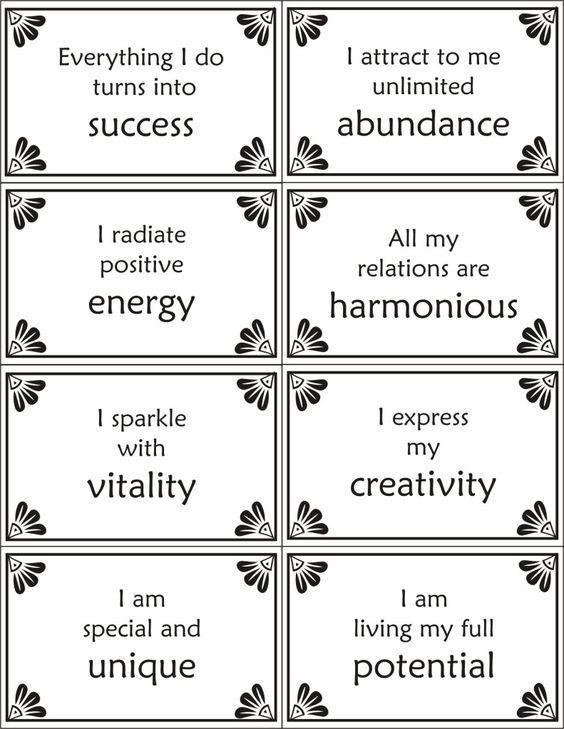 Everything I do
turns into
success
I attract to me
unlimited
abundance
I radiate
positive
energy
All my
relations are
harmonious
I sparkle
with
vitality
I express
my
creativity
I am
special and
unique
I am
living my full
potential